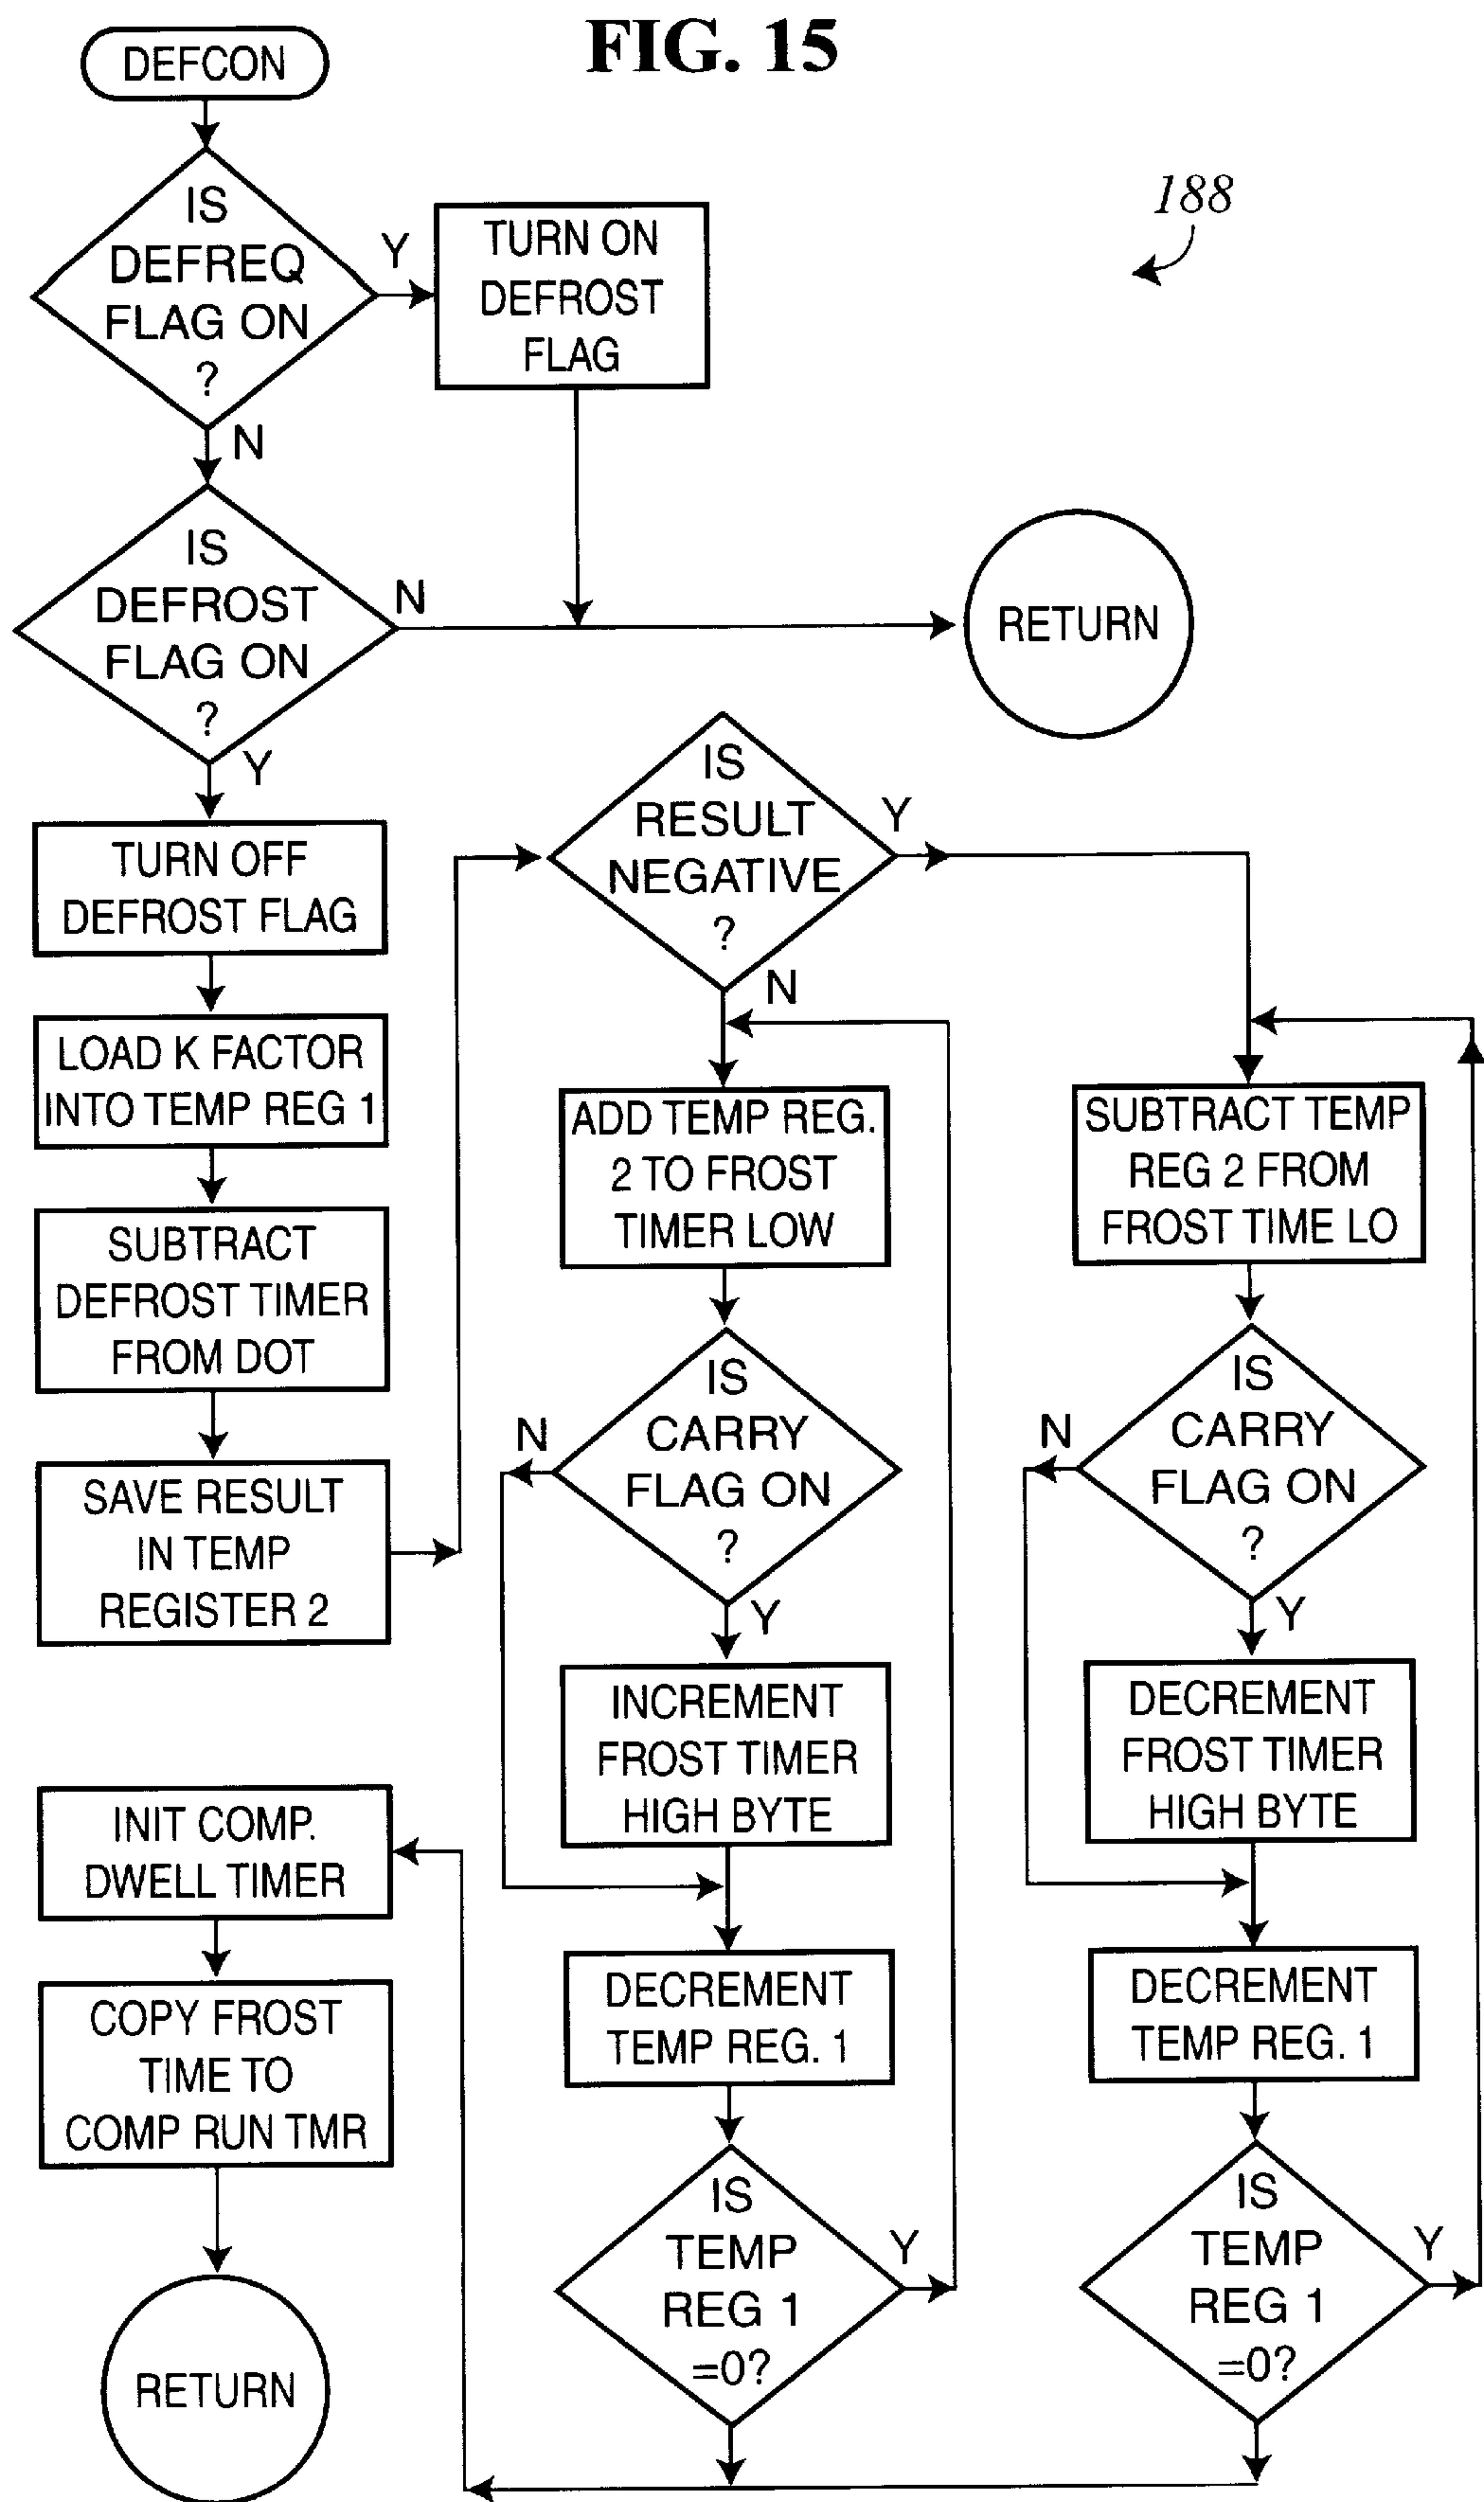 FIG. 15
DEFCON
188
IS
DEFREQ
FLAG ON
?
Y
TURN ON
DEFROST
FLAG
N
IS
DEFROST
FLAG ON
?
N
RETURN
Y
TURN OFF
DEFROST FLAG
LOAD K FACTOR
INTO TEMP REG 1
SUBTRACT
DEFROST TIMER
FROM DOT
SAVE RESULT
IN TEMP
REGISTER 2
IS
RESULT
NEGATIVE
?
Y
N
ADD TEMP REG.
2 TO FROST
TIMER LOW
IS
CARRY
FLAG ON
?
N
Y
INCREMENT
FROST TIMER
HIGH BYTE
DECREMENT
TEMP REG. 1
IS
TEMP
REG 1
=0?
Y
SUBTRACT TEMP
REG 2 FROM
FROST TIME LO
IS
CARRY
FLAG ON
?
N
Y
DECREMENT
FROST TIMER
HIGH BYTE
DECREMENT
TEMP REG. 1
IS
TEMP
REG 1
=0?
Y
INIT COMP.
DWELL TIMER
COPY FROST
TIME TO
COMP RUN TMR
RETURN